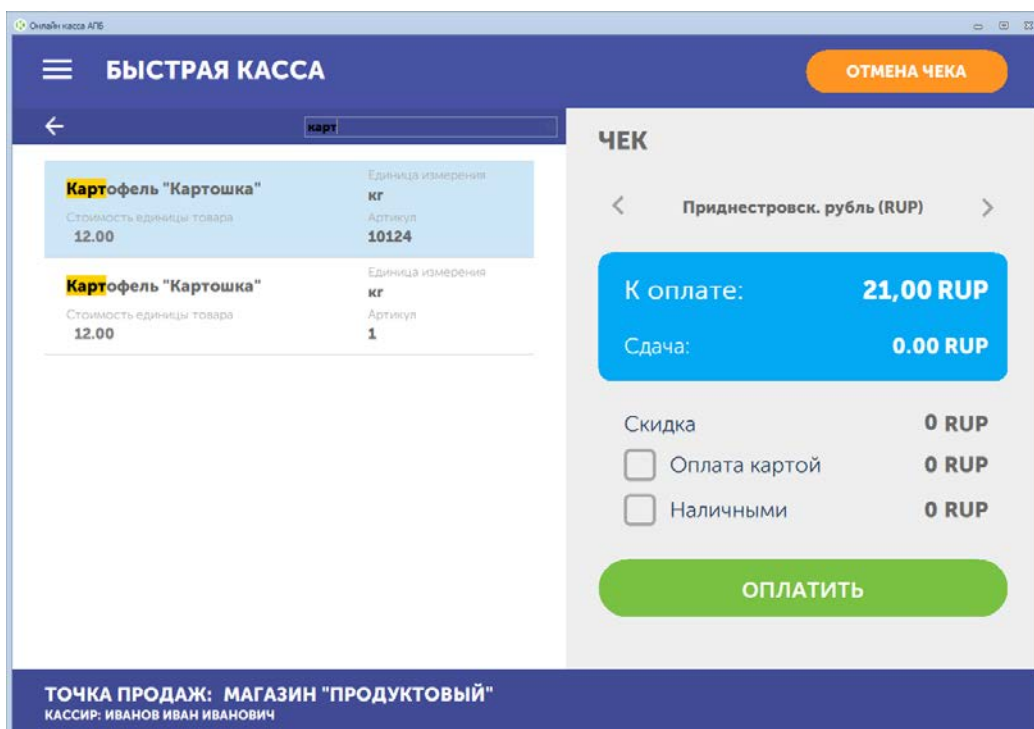 Онлайн касса АПБ
БЫСТРАЯ КАССА
ОТМЕНА ЧЕКА
карт
Картофель "Картошка"
Единица измерения
кг
Стоимость единицы товара
12.00
Артикул
10124
Картофель "Картошка"
Единица измерения
кг
Стоимость единицы товара
12.00
Артикул
1
ЧЕК
Приднестровск. рубль (RUP)
К оплате: 21,00 RUP
Сдача: 0.00 RUP
Скидка 0 RUP
Оплата картой 0 RUP
Наличными 0 RUP
ОПЛАТИТЬ
ТОЧКА ПРОДАЖ: МАГАЗИН "ПРОДУКТОВЫЙ"
КАССИР: ИВАНОВ ИВАН ИВАНОВИЧ